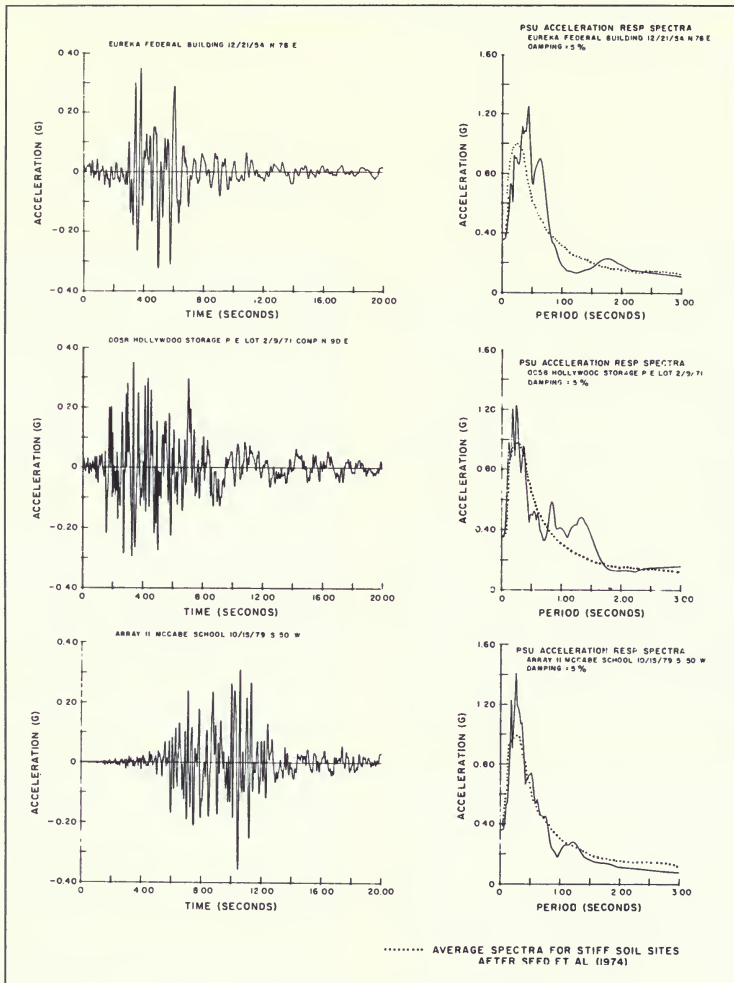 EUREKA FEDERAL BUILDING 12/21/54 N 78 E
0 40
0 20
0
-0.20
-0 40
ACCELERATION (G)
0
4 00
8 00
12 00
16 00
20 00
TIME (SECONDS)
PSU ACCELERATION RESP SPECTRA
EUREKA FEDERAL BUILDING 12/21/54 N 78 E
DAMPING = 5 %
1.60
1.20
0.80
0.40
0
ACCELERATION (G)
0
1 00
2 00
3 00
PERIOD (SECONDS)
OO58 HOLLYWOOD STORAGE P E LOT 2/9/71 COMP N 90 E
0 40
0 20
0
-0.20
-0 40
ACCELERATION (G)
0
4 00
8 00
12 00
16.00
20 00
TIME (SECONDS)
PSU ACCELERATION RESP SPECTRA
OO58 HOLLYWOOD STORAGE P E LOT 2/9/71
DAMPING = 5 %
1.60
1 20
0.80
0.40
0
ACCELERATION (G)
0
1 00
2 00
3 00
PERIOD (SECONDS)
ARRAY 11 MCCABE SCHOOL 10/15/79 S 50 W
0.40
0 20
0
-0 20
-0.40
ACCELERATION (G)
0
4 00
8 00
12 00
16 00
20.00
TIME (SECONDS)
PSU ACCELERATION RESP SPECTRA
ARRAY 11 MCCABE SCHOOL 10/15/79 S 50 W
DAMPING = 5 %
1.60
1.20
0.80
0.40
0
ACCELERATION (G)
0
1 00
2 00
3 00
PERIOD (SECONDS)
········ AVERAGE SPECTRA FOR STIFF SOIL SITES
AFTER SEED ET AL (1974)